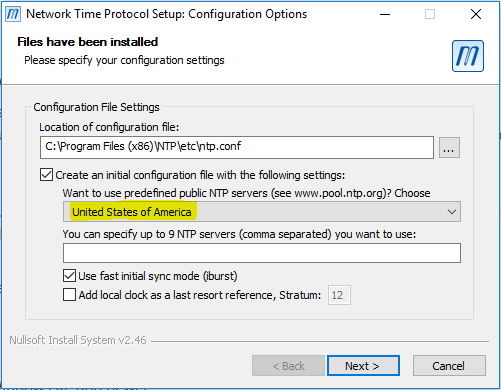 Network Time Protocol Setup: Configuration Options
Files have been installed
Please specify your configuration settings
Configuration File Settings
Location of configuration file:
C:\Program Files (x86)\NTP\etc\ntp.conf
...
Create an initial configuration file with the following settings:
Want to use predefined public NTP servers (see www.pool.ntp.org)? Choose
United States of America
You can specify up to 9 NTP servers (comma separated) you want to use:
Use fast initial sync mode (iburst)
Add local clock as a last resort reference, Stratum: 12
Nullsoft Install System v2.46
< Back Next > Cancel